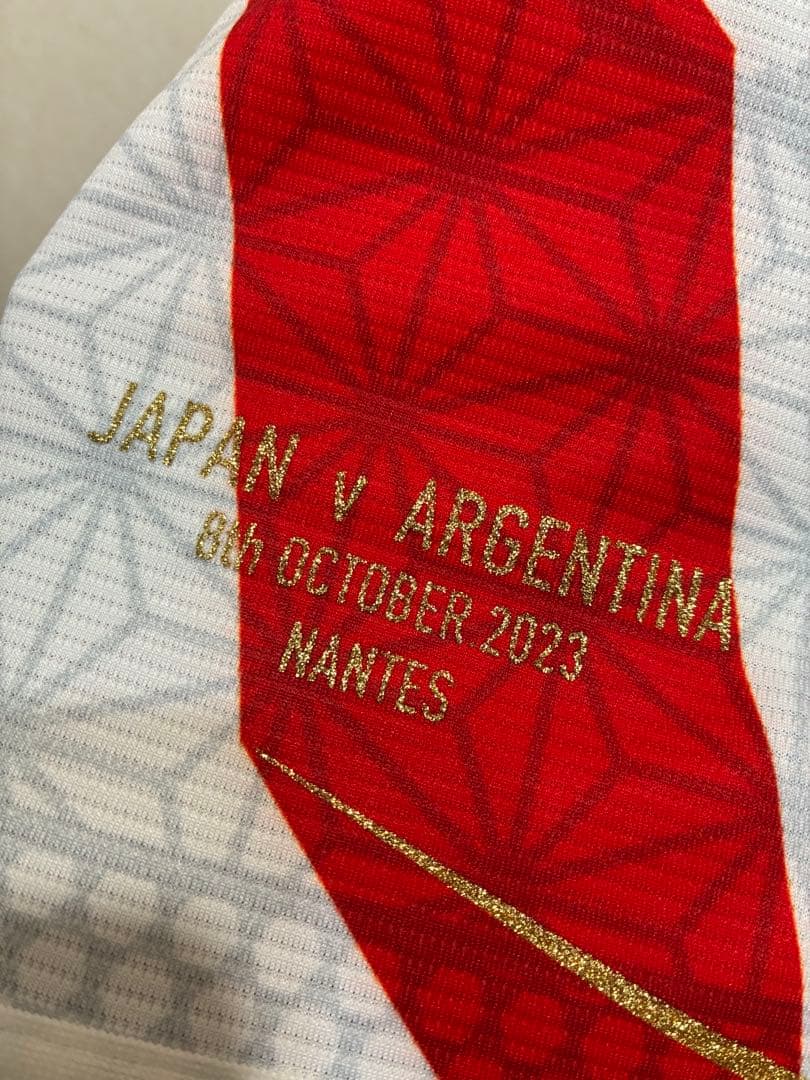 JAPAN v ARGENTINA
8th OCTOBER 2023
NANTES